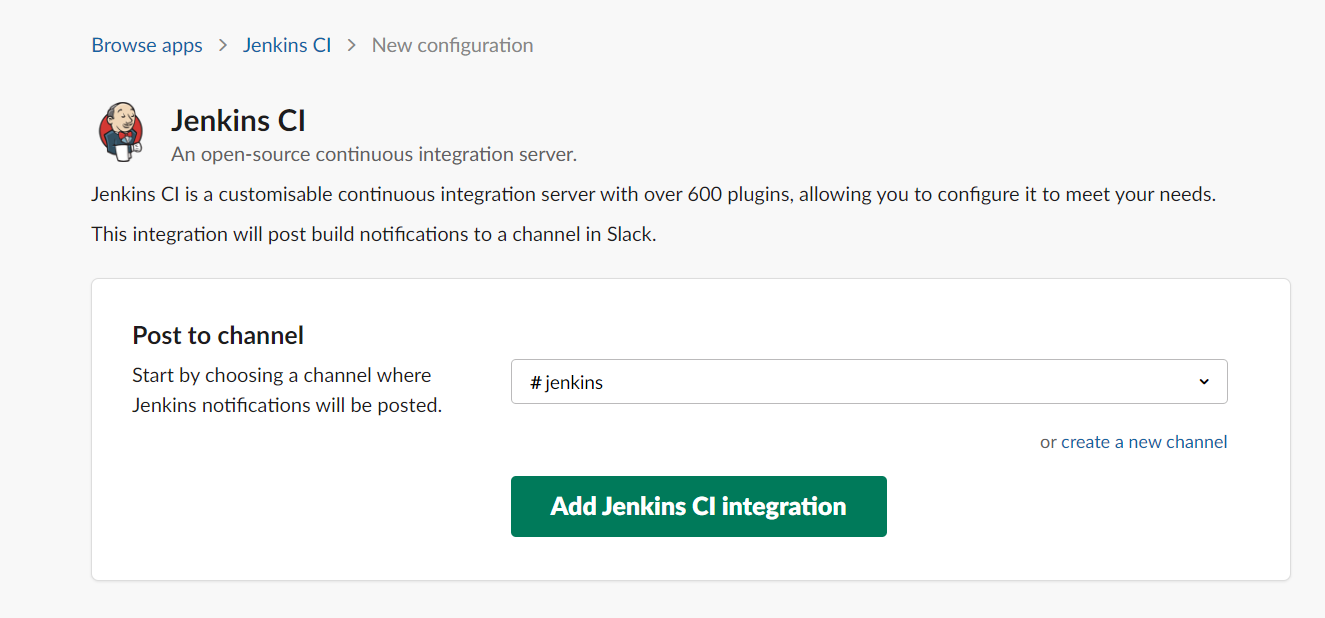 Browse apps > Jenkins CI > New configuration
Jenkins CI
An open-source continuous integration server.
Jenkins CI is a customisable continuous integration server with over 600 plugins, allowing you to configure it to meet your needs.
This integration will post build notifications to a channel in Slack.
Post to channel
Start by choosing a channel where
Jenkins notifications will be posted.
# jenkins
or create a new channel
Add Jenkins CI integration